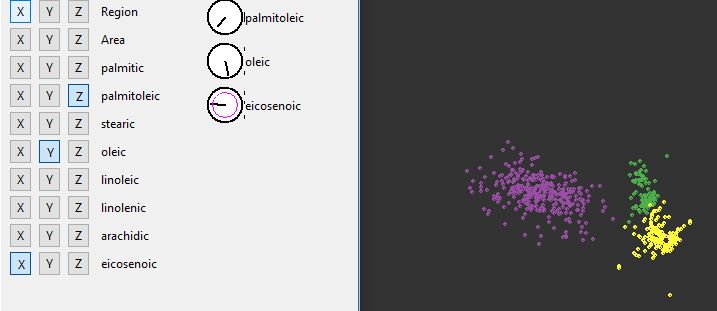 X Y Z Region palmitoleic
X Y Z Area
X Y Z palmitic oleic
X Y Z palmitoleic eicosenoic
X Y Z stearic
X Y Z oleic
X Y Z linoleic
X Y Z linolenic
X Y Z arachidic
X Y Z eicosenoic